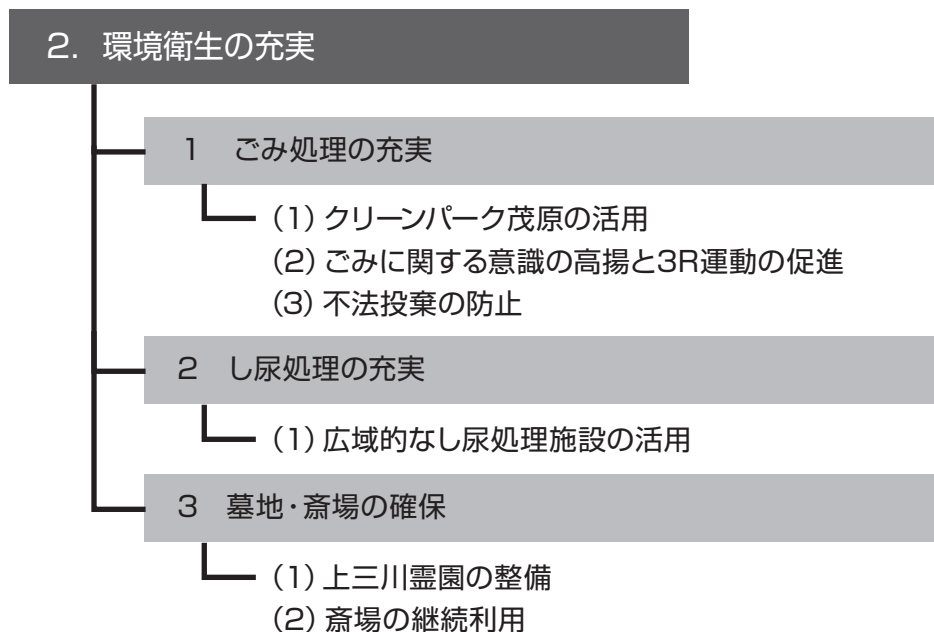 2. 環境衛生の充実
1 ごみ処理の充実
(1) クリーンパーク茂原の活用
(2) ごみに関する意識の高揚と3R運動の促進
(3) 不法投棄の防止
2 し尿処理の充実
(1) 広域的なし尿処理施設の活用
3 墓地・斎場の確保
(1) 上三川霊園の整備
(2) 斎場の継続利用